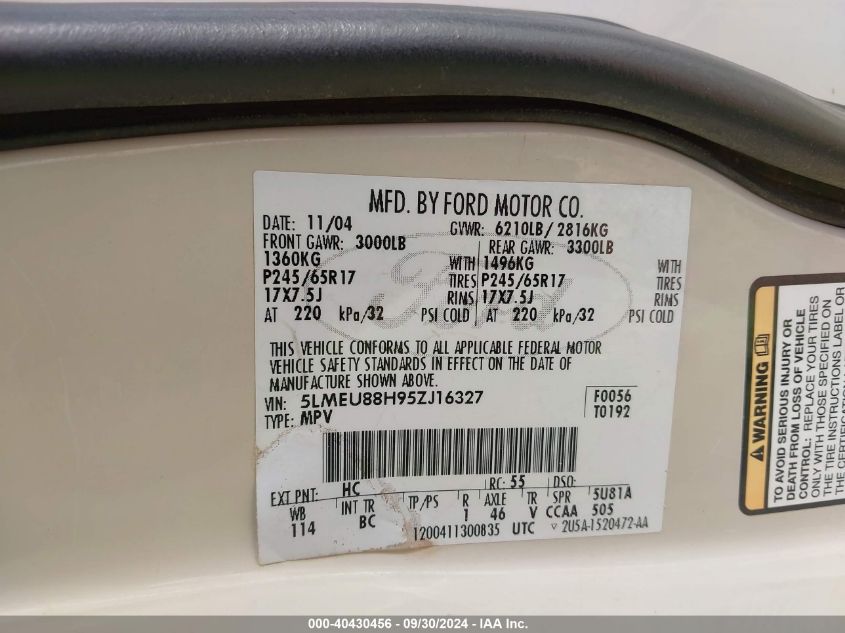 MFD. BY FORD MOTOR CO.
DATE: 11/04 GVWR: 6210LB/ 2816KG
FRONT GAWR: 3000LB REAR GAWR: 3300LB
1360KG WITH 1496KG WITH
P245/65R17 TIRES P245/65R17 TIRES
17X7.5J RIMS 17X7.5J RIMS
AT 220 kPa/32 PSI COLD AT 220 kPa/32 PSI COLD
Ford
THIS VEHICLE CONFORMS TO ALL APPLICABLE FEDERAL MOTOR
VEHICLE SAFETY STANDARDS IN EFFECT ON THE DATE OF
MANUFACTURE SHOWN ABOVE.
VIN: 5LMEU88H95ZJ16327 F0056
TYPE: MPV T0192
EXT PNT: HC RC: 55 DSO:
WB INT TR TP/PS R AXLE TR SPR 5U81A
114 BC 1 46 V CCAA 505
1200411300835 UTC ▽ 2U5A-1520472-AA
WARNING
TO AVOID SERIOUS INJURY OR
DEATH FROM LOSS OF VEHICLE
CONTROL: REPLACE YOUR TIRES
ONLY WITH THOSE SPECIFIED ON
THE TIRE INSTRUCTIONS LABEL OR
THE CERTIFICATION
000-40430456 - 09/30/2024 - IAA Inc.